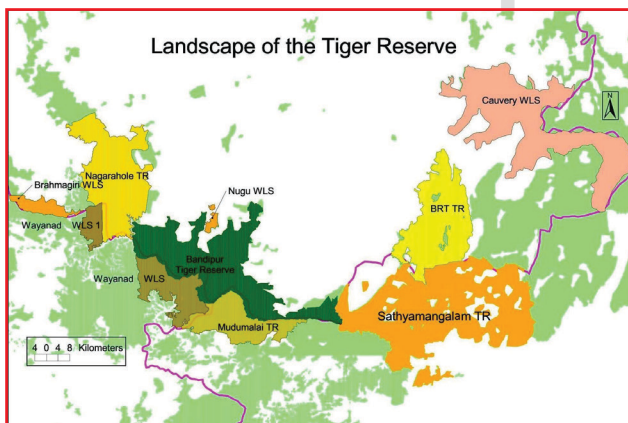 Landscape of the Tiger Reserve
Cauvery WLS
N
Nagarahole TR
Brahmagiri WLS
Nugu WLS
BRT TR
Wayanad WLS 1
Bandipur
Tiger Reserve
Wayanad WLS
Mudumalai TR
Sathyamangalam TR
4 0 4 8 Kilometers